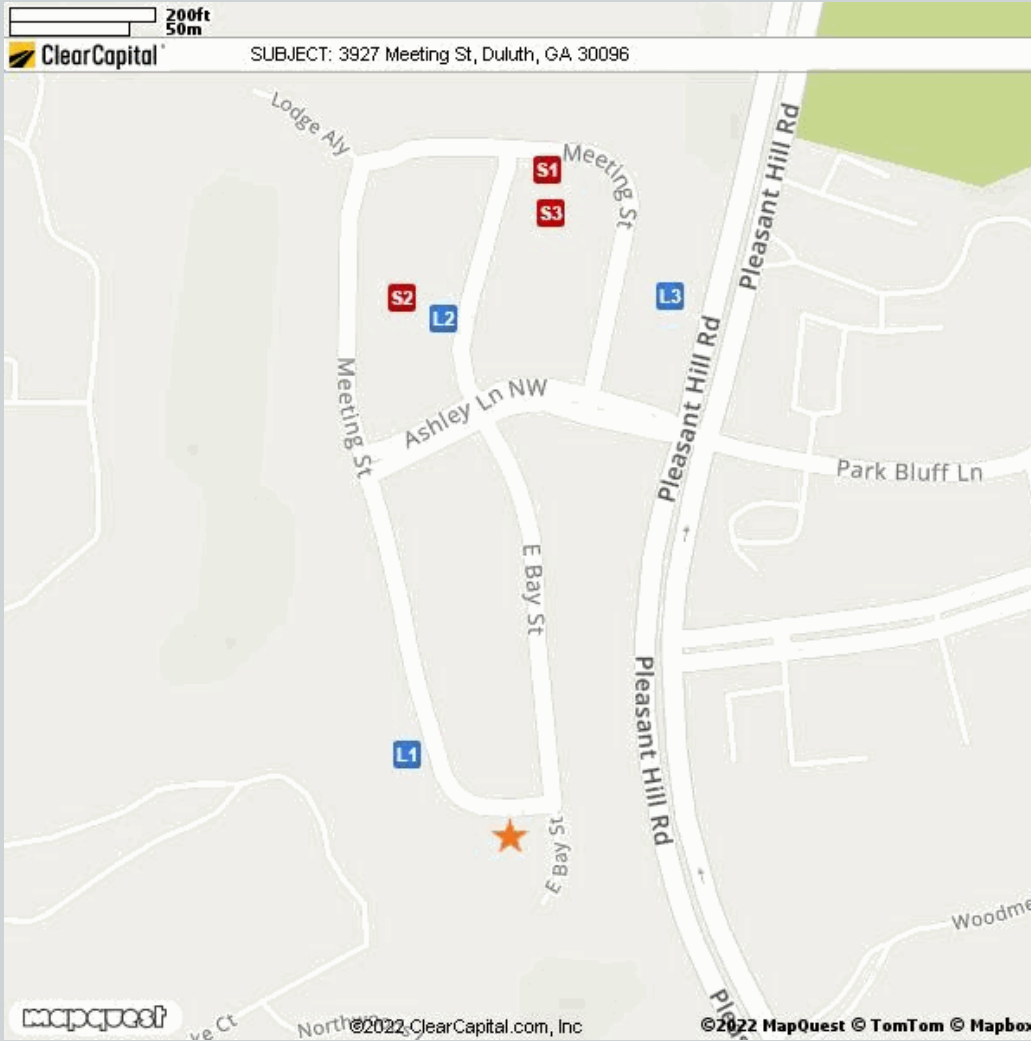 200ft
50m
ClearCapital
SUBJECT: 3927 Meeting St, Duluth, GA 30096
Lodge Aly
Meeting St
S1
S3
Pleasant Hill Rd
S2
L2
L3
Meeting St
Ashley Ln NW
Pleasant Hill Rd
Park Bluff Ln
E Bay St
Pleasant Hill Rd
L1
E Bay St
mapquest
©2022 ClearCapital.com, Inc
©2022 MapQuest © TomTom © Mapbox